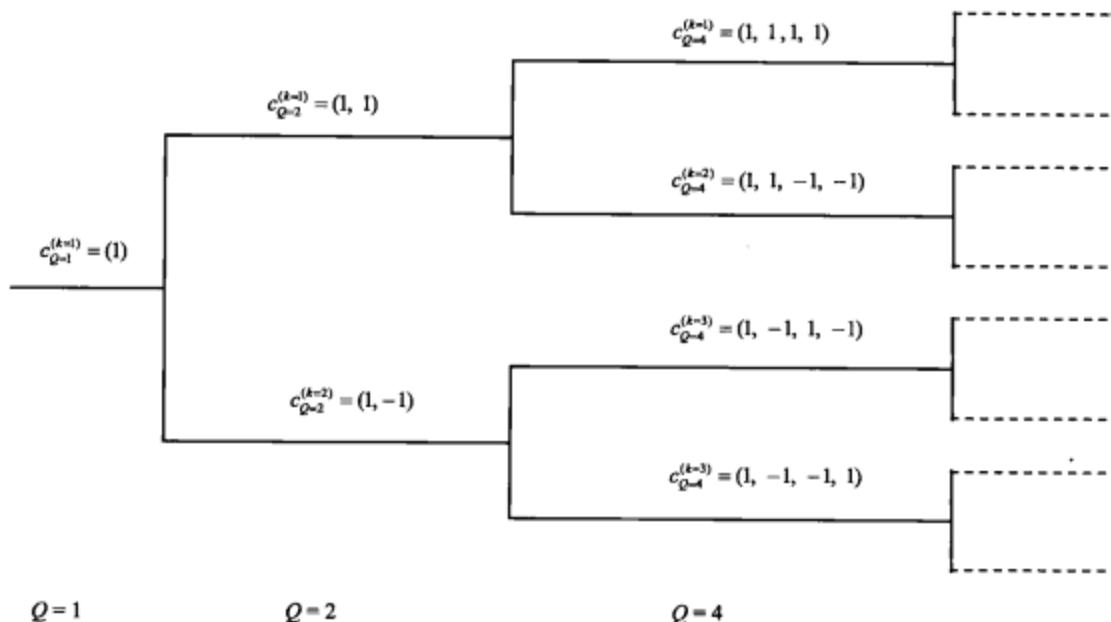 c_{Q=4}^{(k=1)} = (1, 1 ,1, 1)
c_{Q=2}^{(k=1)} = (1, 1)
c_{Q=4}^{(k=2)} = (1, 1, −1, −1)
c_{Q=1}^{(k=1)} = (1)
c_{Q=4}^{(k=3)} = (1, −1, 1, −1)
c_{Q=2}^{(k=2)} = (1, −1)
c_{Q=4}^{(k=3)} = (1, −1, −1, 1)
Q = 1 Q = 2 Q = 4